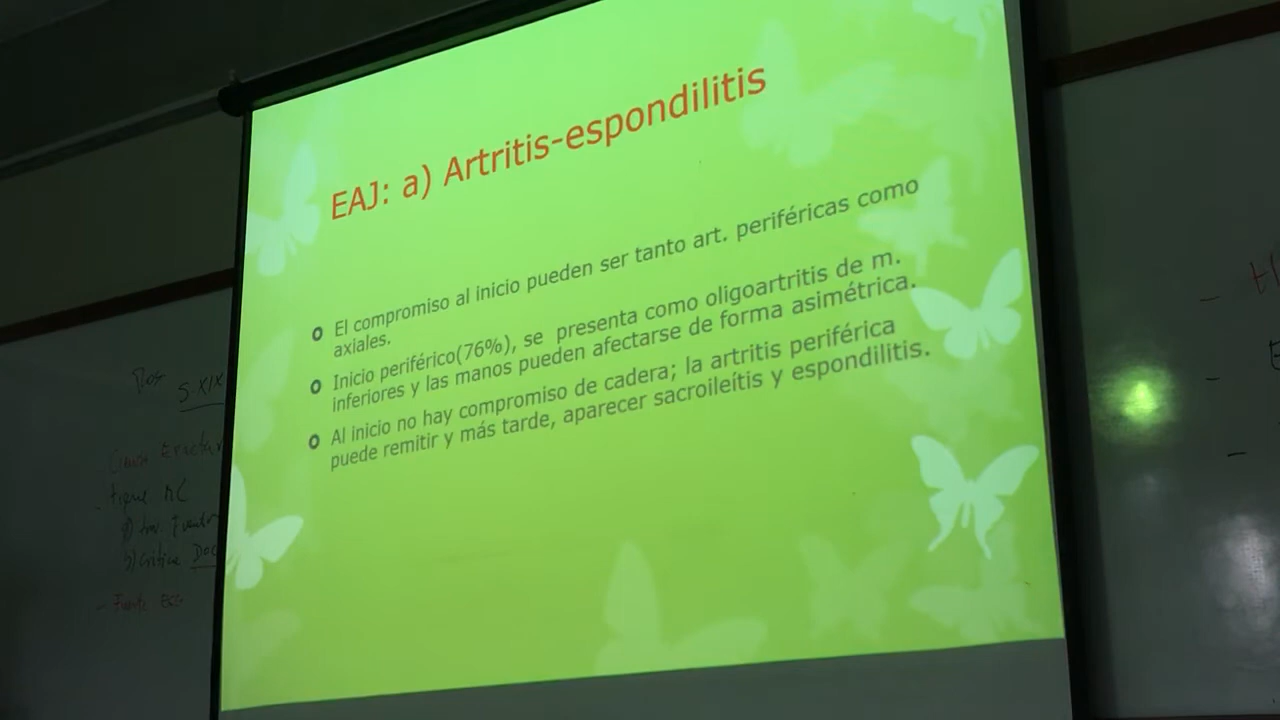 EAJ: a) Artritis-espondilitis
El compromiso al inicio pueden ser tanto art. periféricas como
axiales.
Inicio periférico(76%), se presenta como oligoartritis de m.
inferiores y las manos pueden afectarse de forma asimétrica.
Al inicio no hay compromiso de cadera; la artritis periférica
puede remitir y más tarde, aparecer sacroileítis y espondilitis.
S XIX